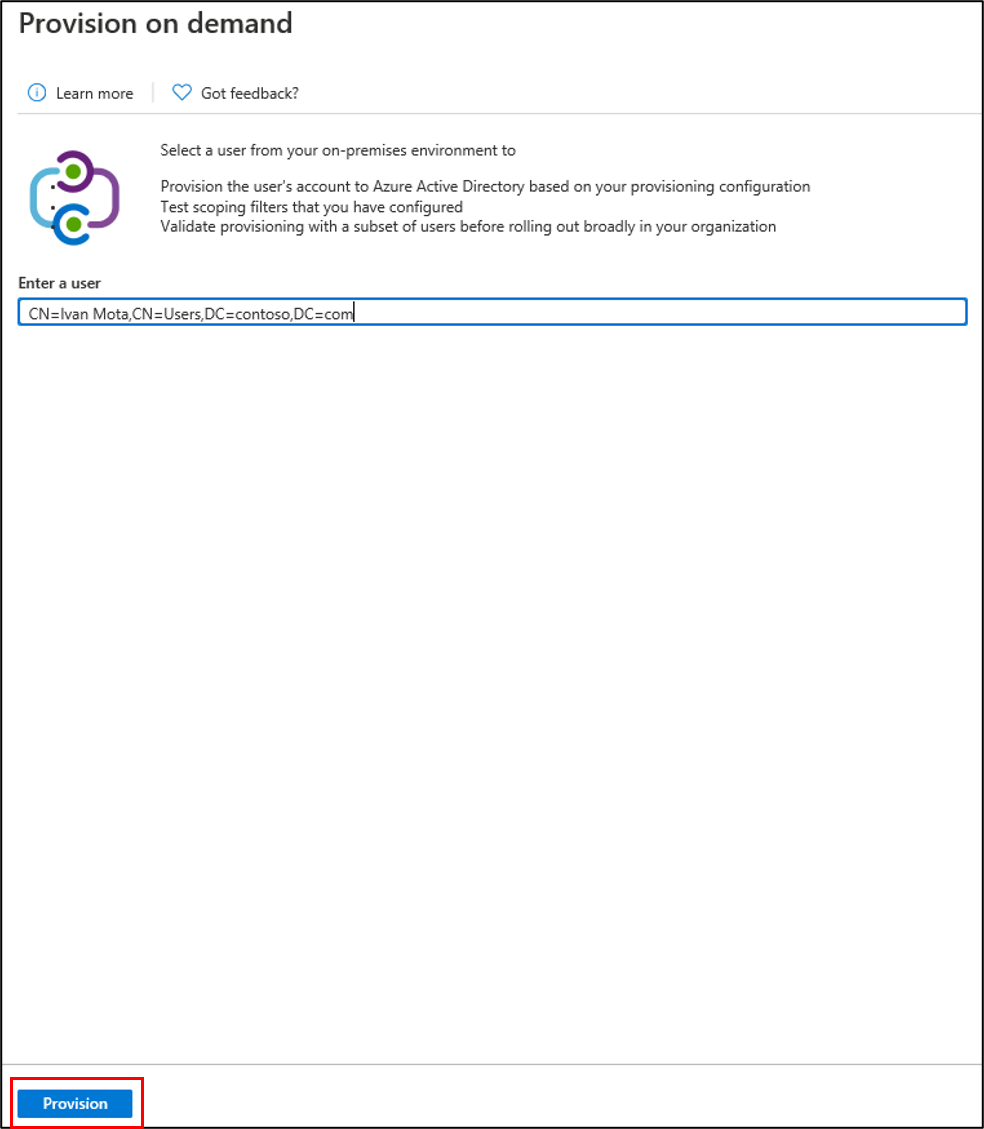 Provision on demand
Learn more
Got feedback?
Select a user from your on-premises environment to
Provision the user's account to Azure Active Directory based on your provisioning configuration
Test scoping filters that you have configured
Validate provisioning with a subset of users before rolling out broadly in your organization
Enter a user
CN=Ivan Mota,CN=Users,DC=contoso,DC=com
Provision